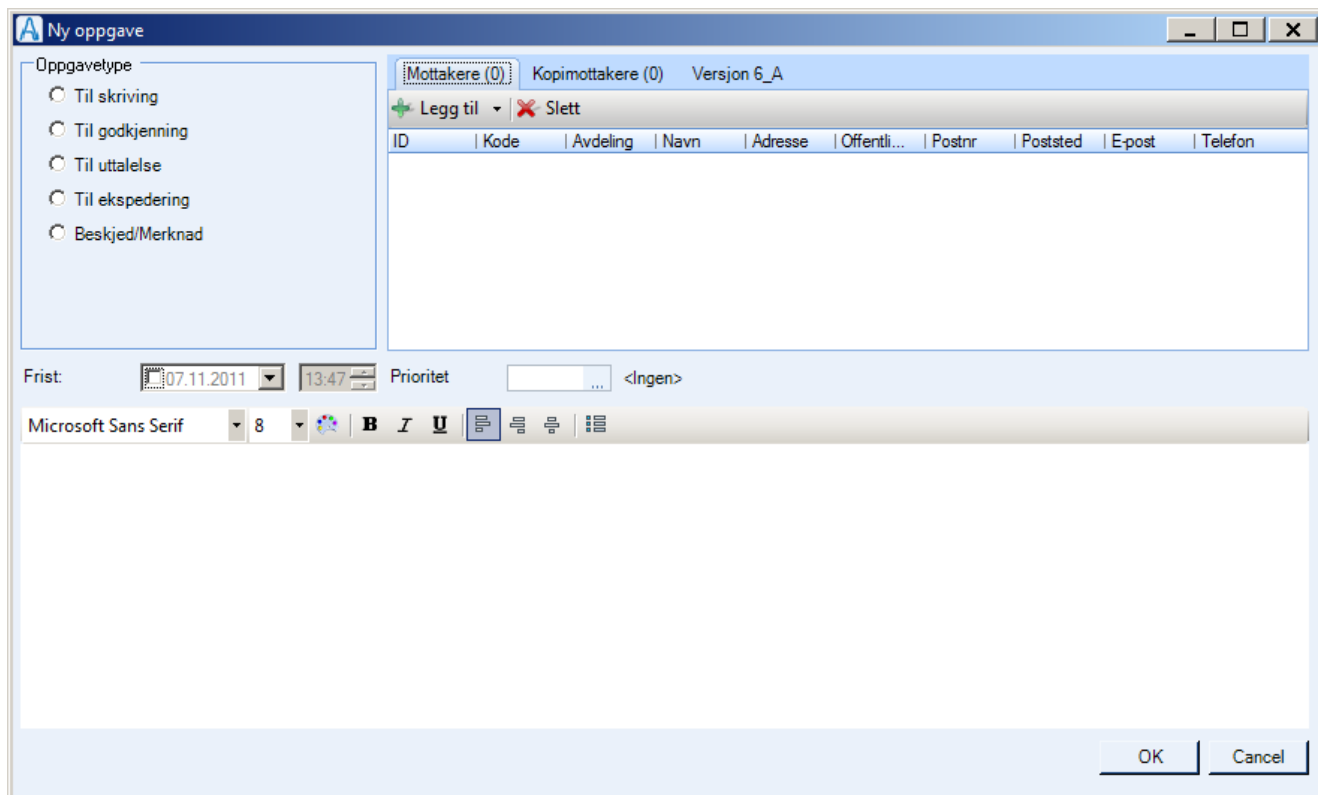 Ny oppgave
Oppgavetype
Til skriving
Til godkjenning
Til uttalelse
Til ekspedering
Beskjed/Merknad
Mottakere (0) Kopimottakere (0) Versjon 6_A
Legg til Slett
ID Kode Avdeling Navn Adresse Offentli... Postnr Poststed E-post Telefon
Frist: 07.11.2011 13:47 Prioritet ... <Ingen>
Microsoft Sans Serif 8 B I U
OK Cancel